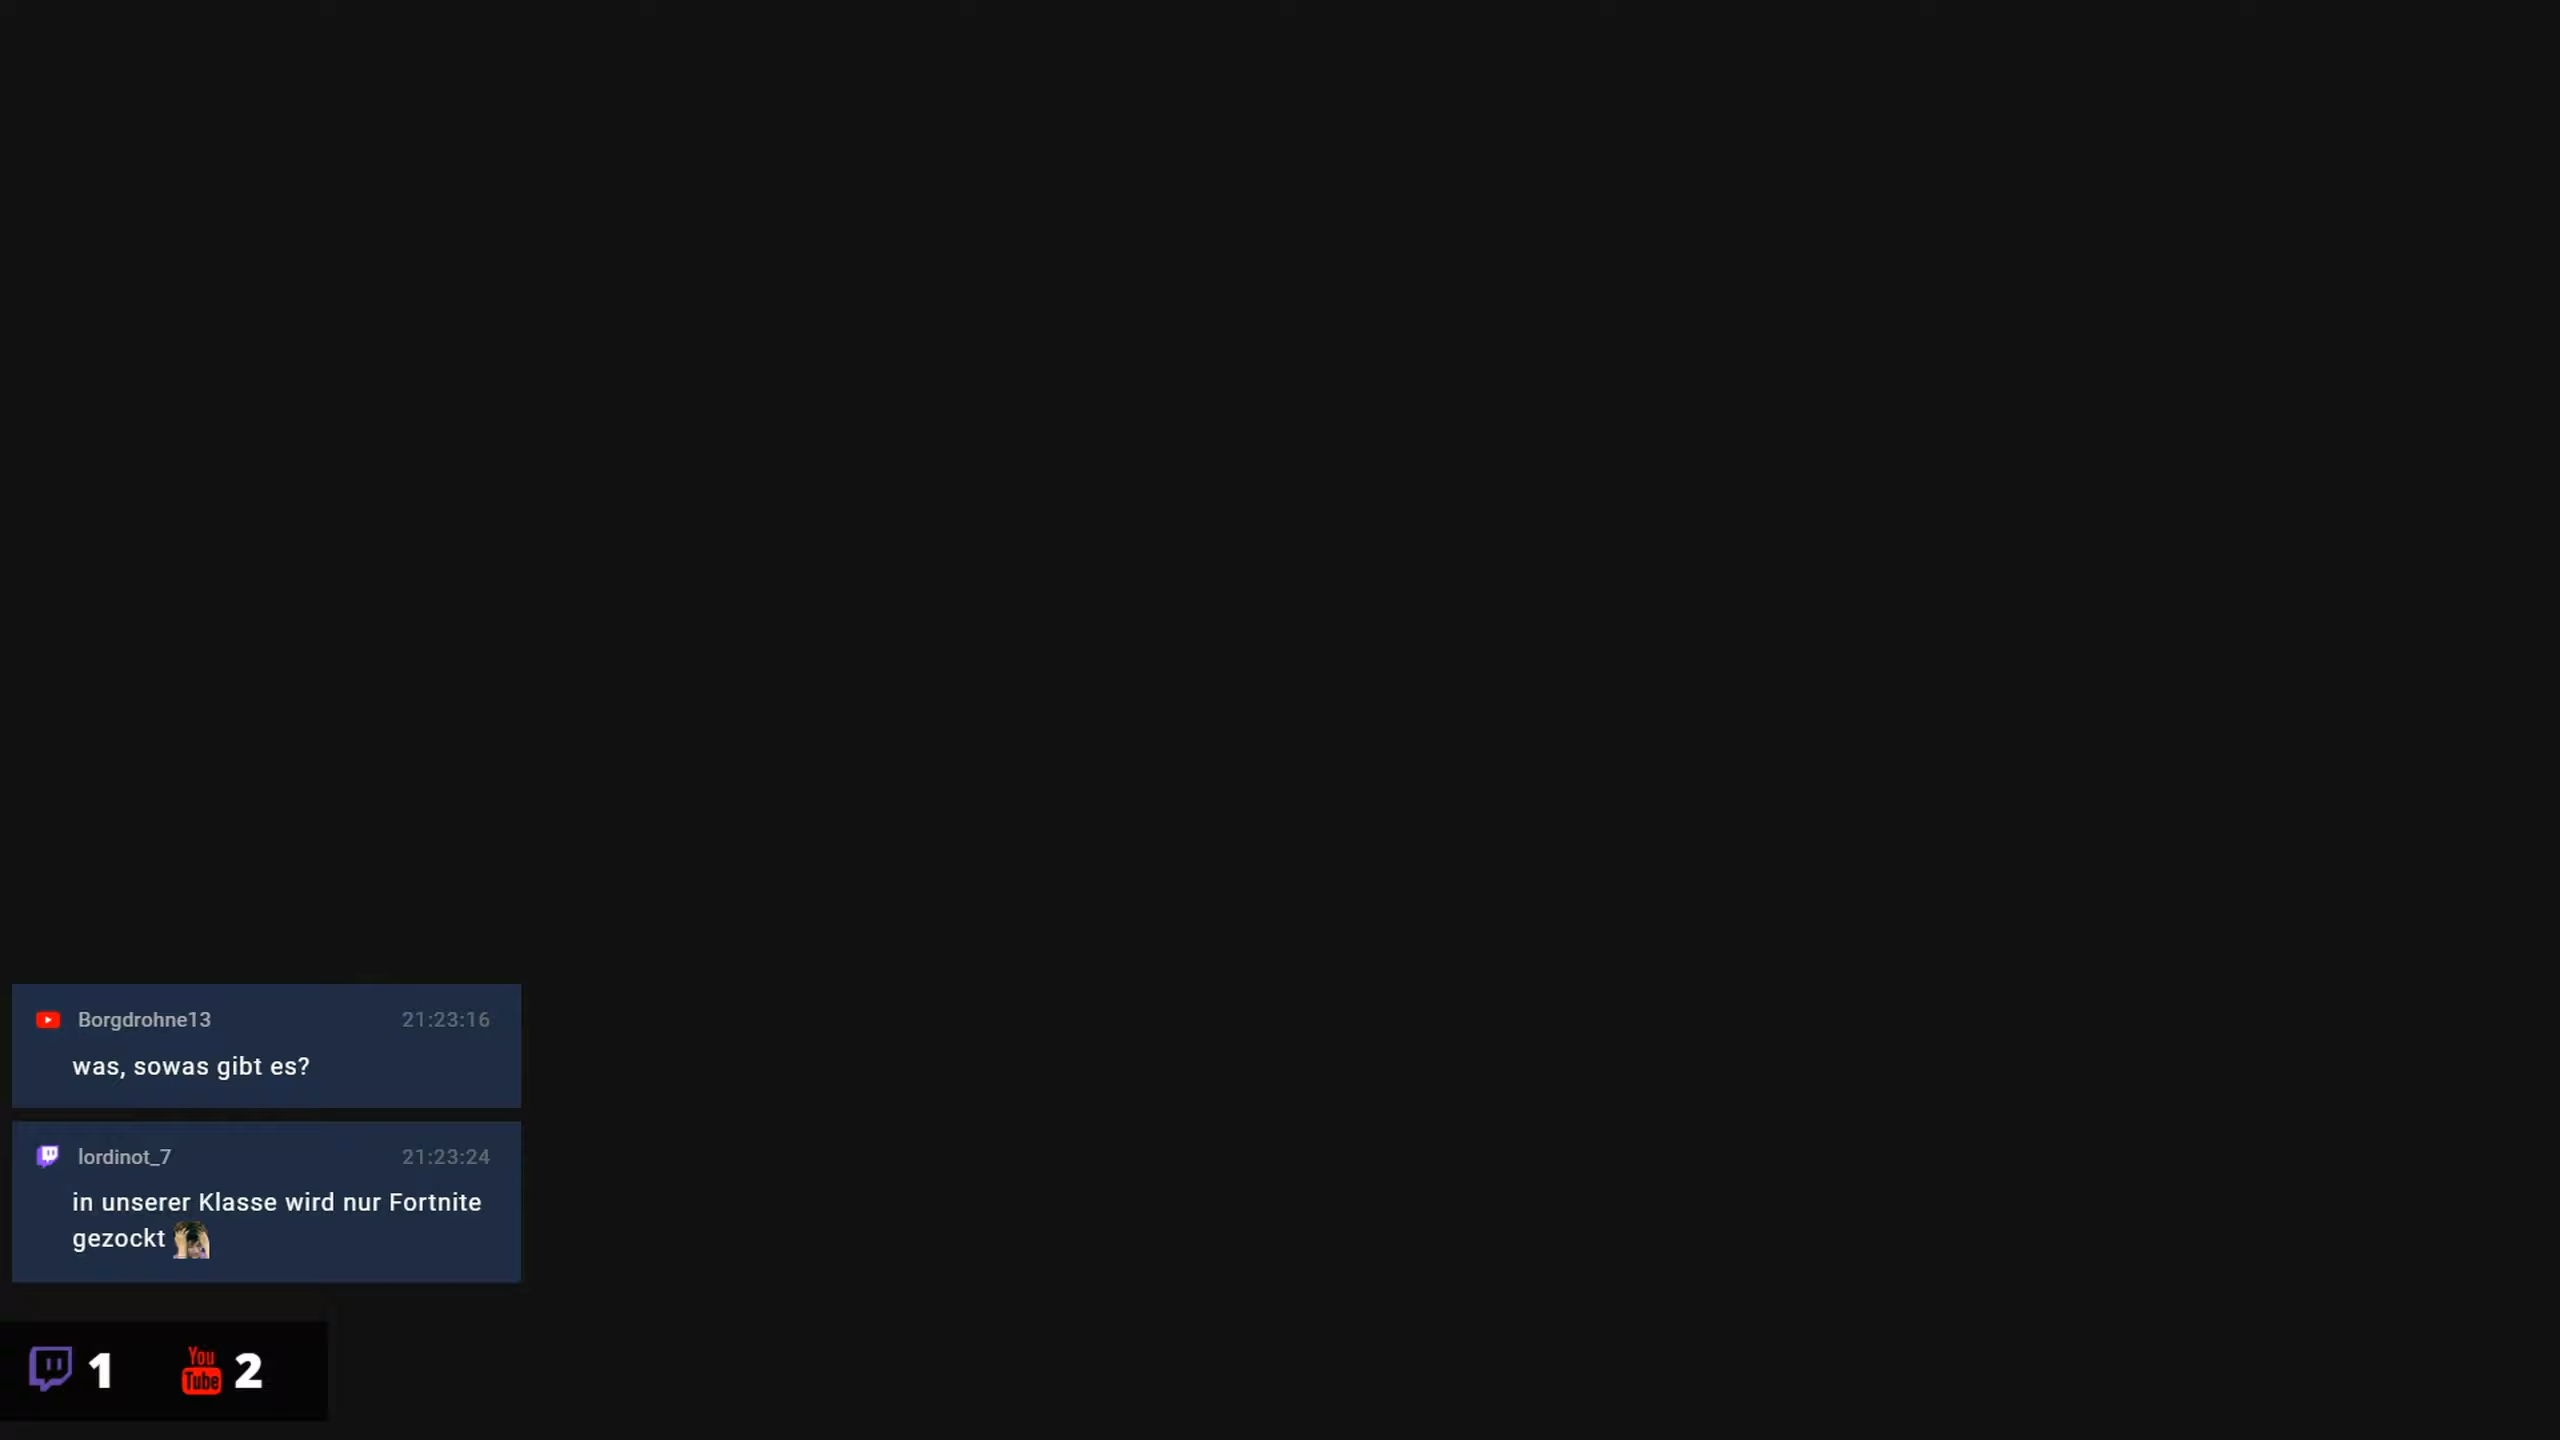 Borgdrohne13 21:23:16
was, sowas gibt es?
lordinot_7 21:23:24
in unserer Klasse wird nur Fortnite
gezockt
1 You Tube 2